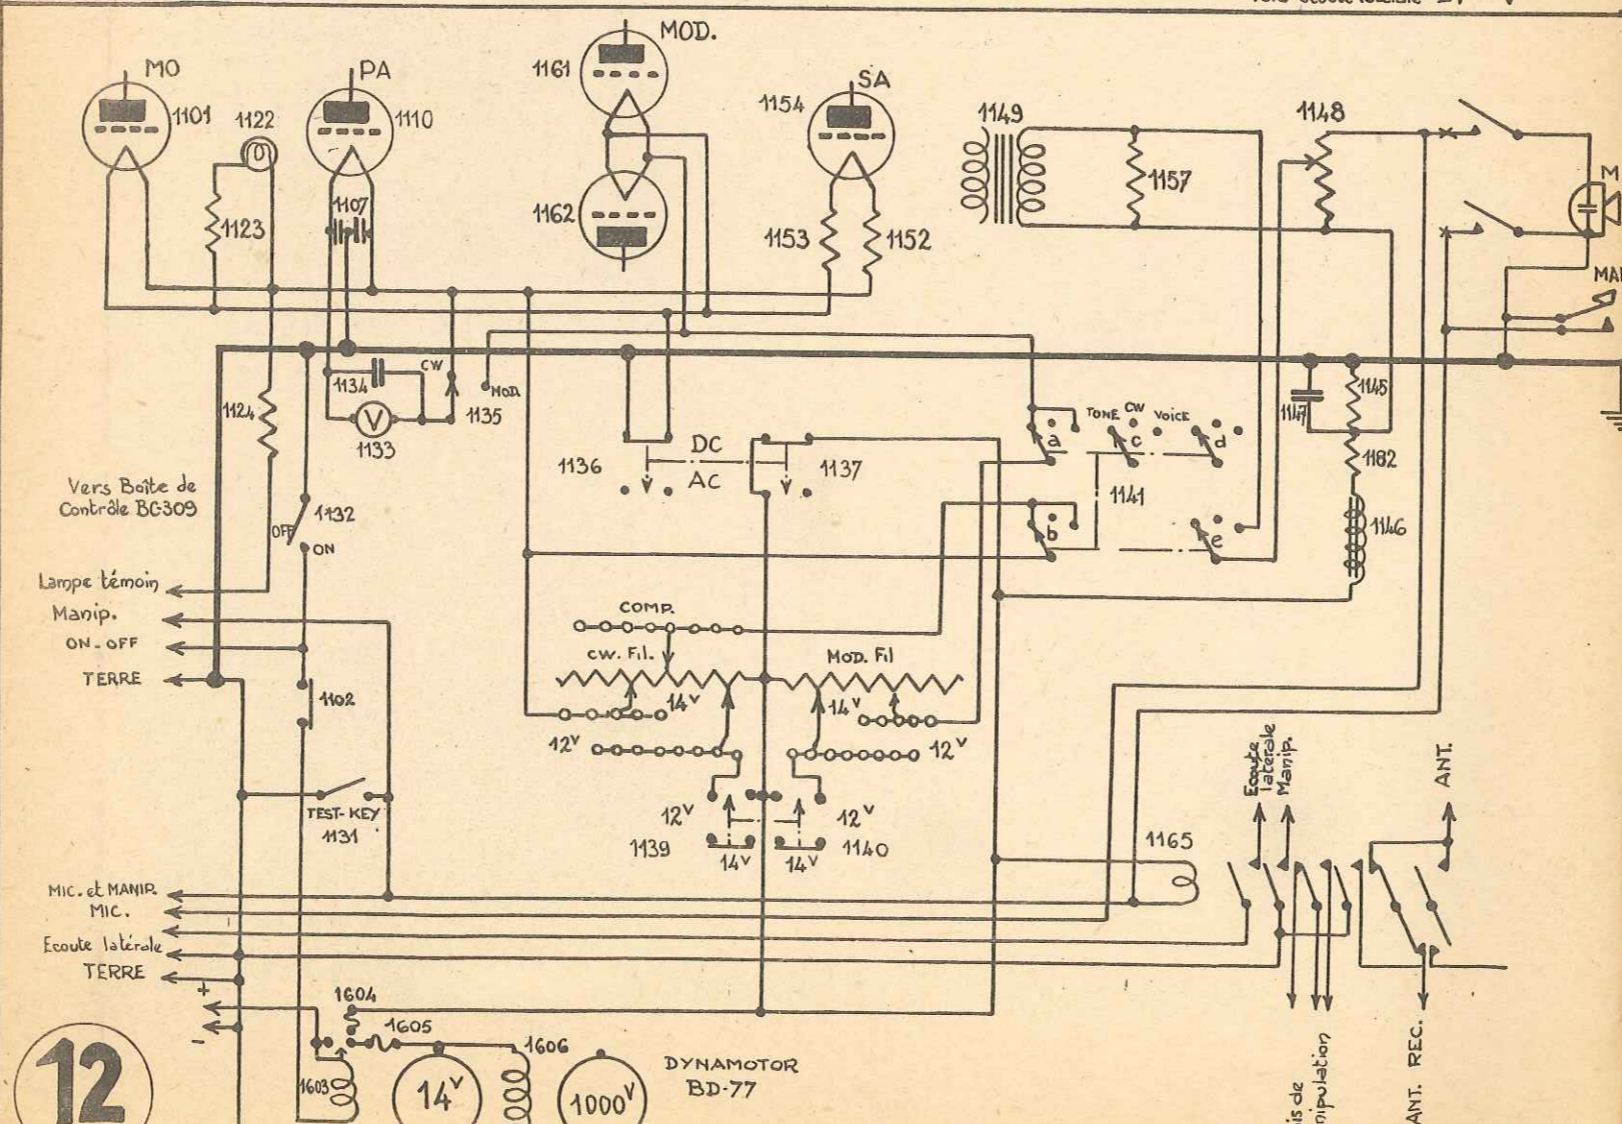 MO
1101
1122
PA
1110
1161
MOD.
1154
SA
1149
1148
M
1123
1107
1162
1153
1152
1157
1134
CW
1133
1135
MOD.
1124
1136
DC
AC
1137
TONE CW VOICE
a
c
d
b
e
1141
1147
1145
1182
1146
Vers Boîte de
Contrôle BC-309
OFF
1132
ON
Lampe témoin
Manip.
ON-OFF
TERRE
1102
COMP.
CW. Fil.
MOD. Fil
14V
14V
12V
12V
TEST-KEY
1131
12V
12V
1139
14V
14V
1140
1165
Ecoute
latérale
Manip.
ANT.
MIC. et MANIP.
MIC.
Ecoute latérale
TERRE
+
-
1604
1605
1606
1603
V
14V
1000V
DYNAMOTOR
BD-77
12
ANT. REC.